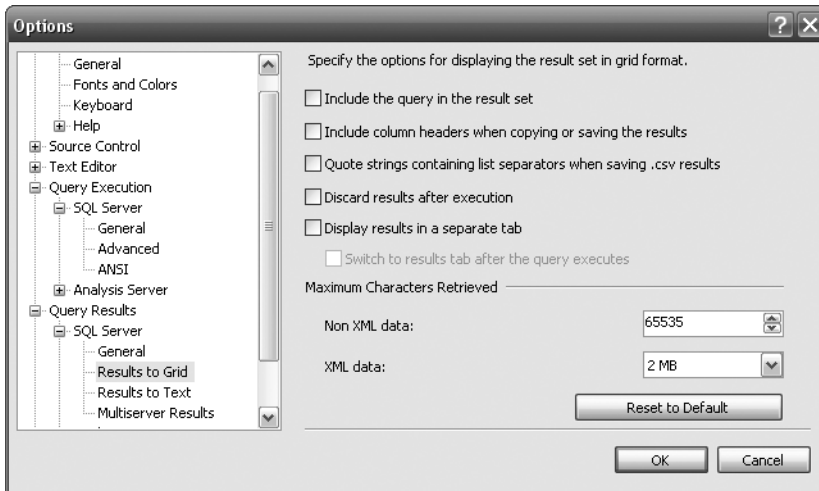 Options
General
Fonts and Colors
Keyboard
Help
Source Control
Text Editor
Query Execution
SQL Server
General
Advanced
ANSI
Analysis Server
Query Results
SQL Server
General
Results to Grid
Results to Text
Multiserver Results
Specify the options for displaying the result set in grid format.
Include the query in the result set
Include column headers when copying or saving the results
Quote strings containing list separators when saving .csv results
Discard results after execution
Display results in a separate tab
Switch to results tab after the query executes
Maximum Characters Retrieved
Non XML data: 65535
XML data: 2 MB
Reset to Default
OK Cancel